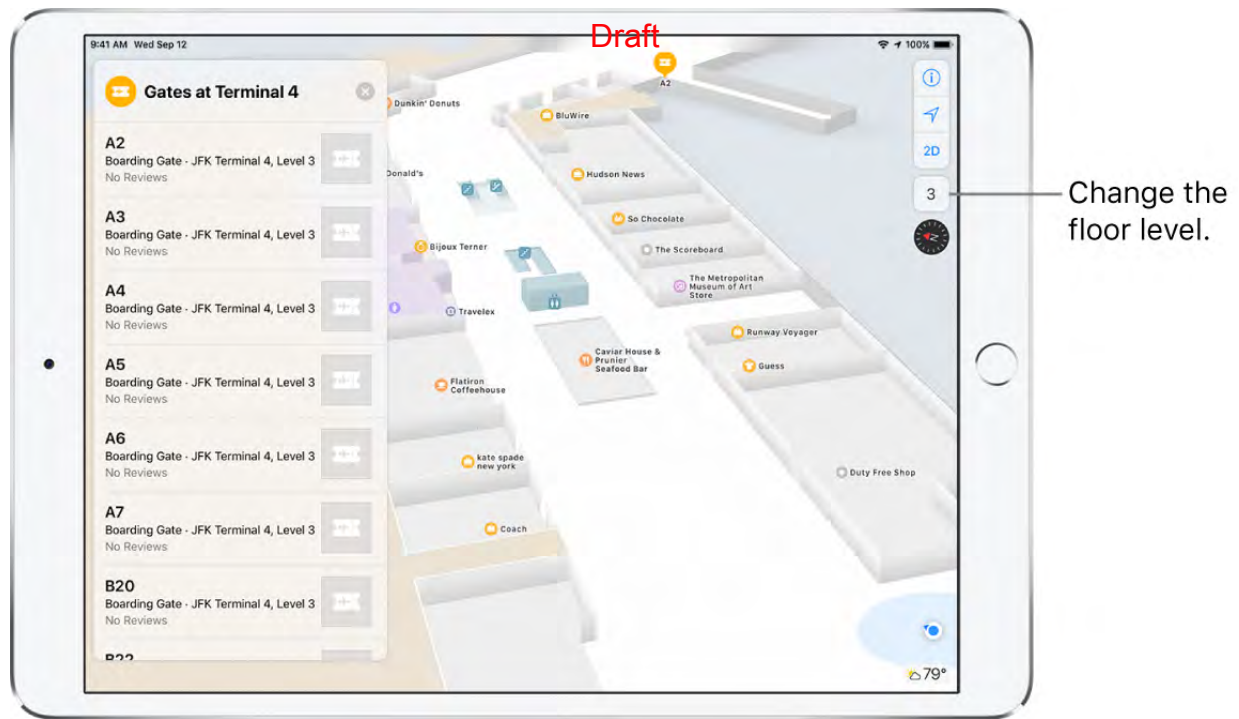 Draft
9:41 AM Wed Sep 12
100%
Gates at Terminal 4
A2
Boarding Gate · JFK Terminal 4, Level 3
No Reviews
A3
Boarding Gate · JFK Terminal 4, Level 3
No Reviews
A4
Boarding Gate · JFK Terminal 4, Level 3
No Reviews
A5
Boarding Gate · JFK Terminal 4, Level 3
No Reviews
A6
Boarding Gate · JFK Terminal 4, Level 3
No Reviews
A7
Boarding Gate · JFK Terminal 4, Level 3
No Reviews
B20
Boarding Gate · JFK Terminal 4, Level 3
No Reviews
B22
A2
Dunkin' Donuts
BluWire
Donald's
Hudson News
So Chocolate
Bijoux Terner
The Scoreboard
The Metropolitan
Museum of Art
Store
Travelex
Runway Voyager
Caviar House &
Prunier
Seafood Bar
Guess
Flatiron
Coffeehouse
kate spade
new york
Duty Free Shop
Coach
2D
3
79°
Change the
floor level.